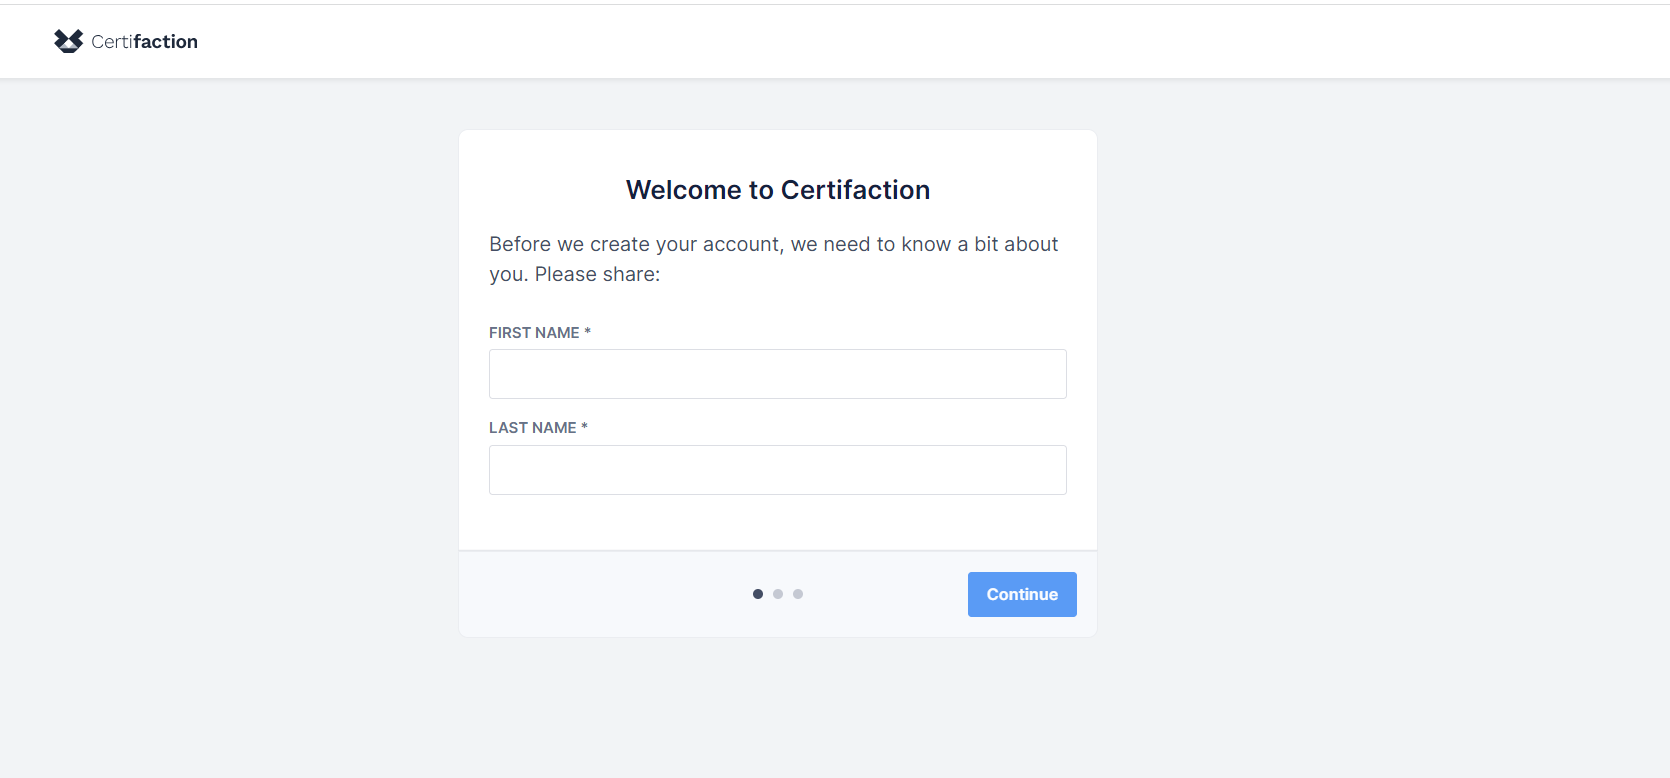 Certifaction
Welcome to Certifaction
Before we create your account, we need to know a bit about
you. Please share:
FIRST NAME *
LAST NAME *
Continue